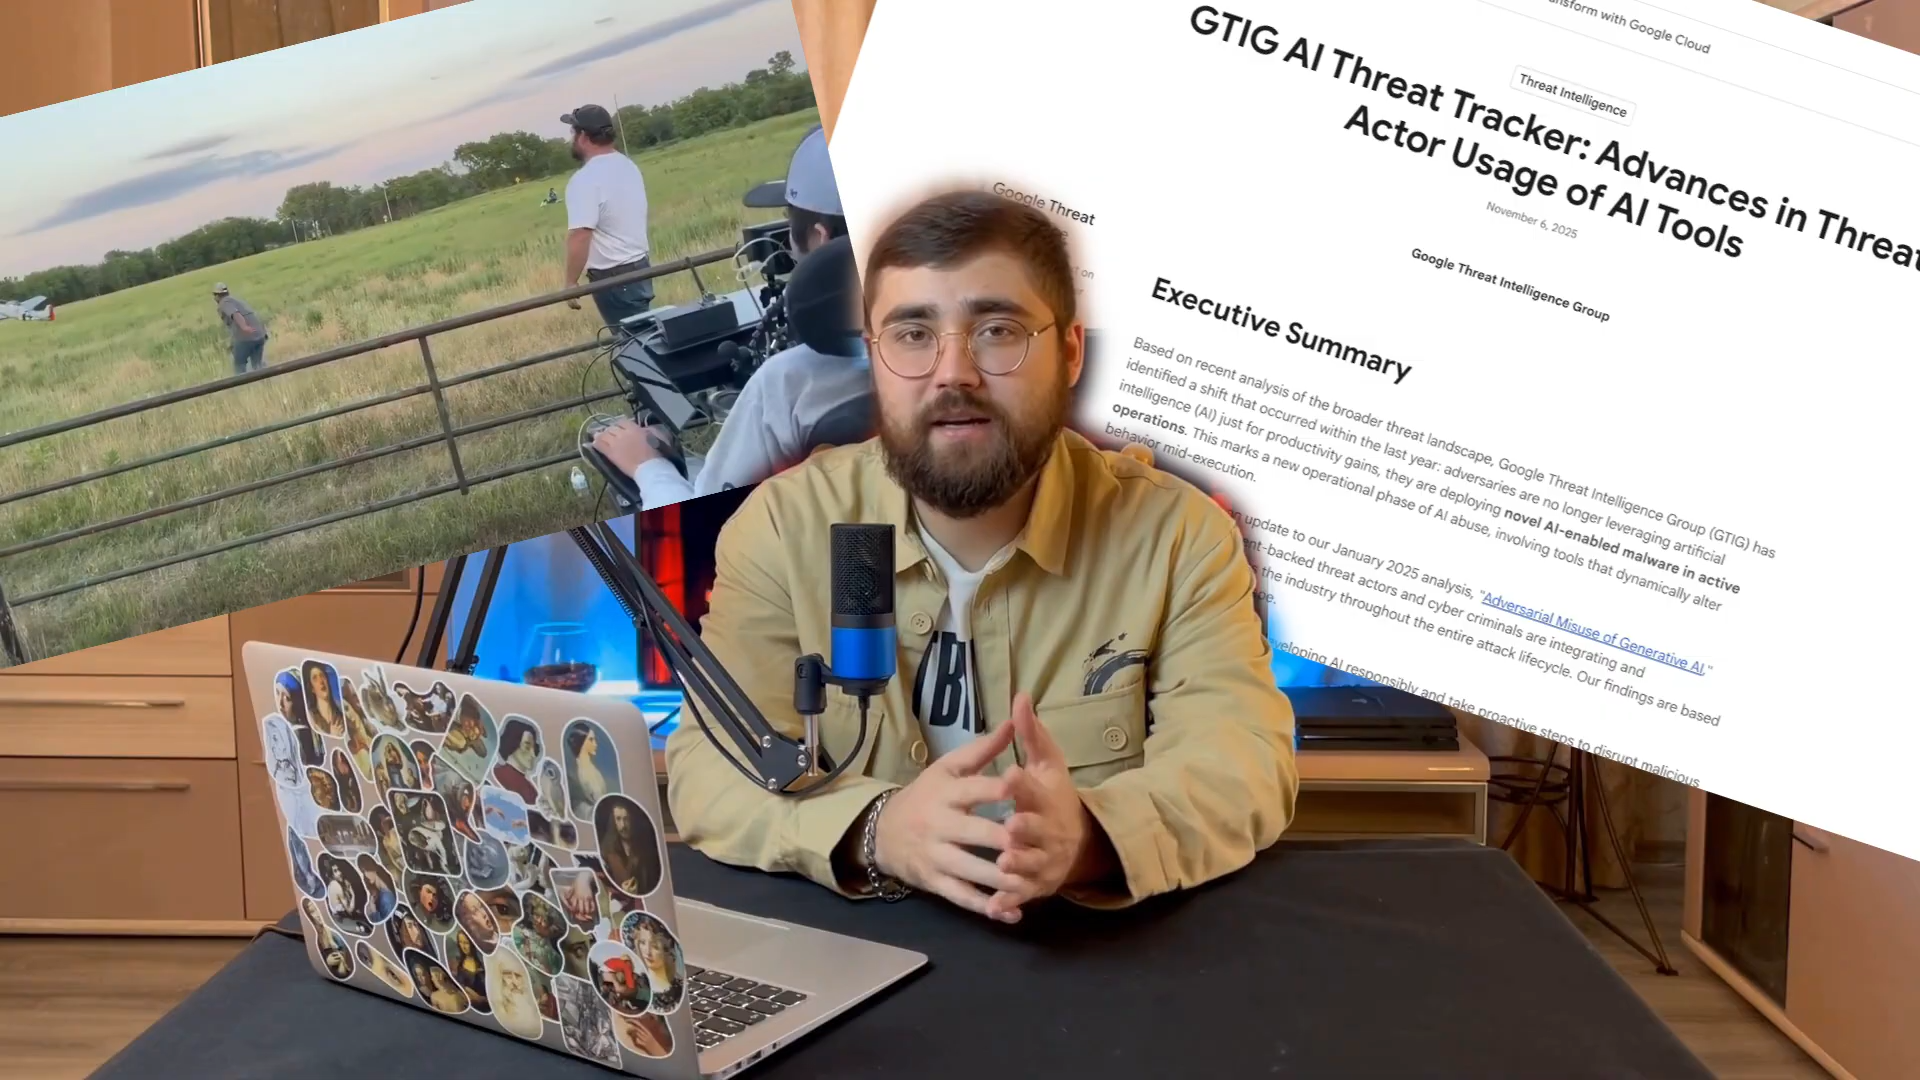 ansform with Google Cloud
Threat Intelligence
GTIG AI Threat Tracker: Advances in Threat
Actor Usage of AI Tools
November 6, 2025
Google Threat Intelligence Group
Google Threat
on
Executive Summary
Based on recent analysis of the broader threat landscape, Google Threat Intelligence Group (GTIG) has
identified a shift that occurred within the last year: adversaries are no longer leveraging artificial
intelligence (AI) just for productivity gains, they are deploying novel AI-enabled malware in active
operations. This marks a new operational phase of AI abuse, involving tools that dynamically alter
behavior mid-execution.
update to our January 2025 analysis, "Adversarial Misuse of Generative AI,"
ent-backed threat actors and cyber criminals are integrating and
the industry throughout the entire attack lifecycle. Our findings are based
pe.
veloping AI responsibly and take proactive steps to disrupt malicious